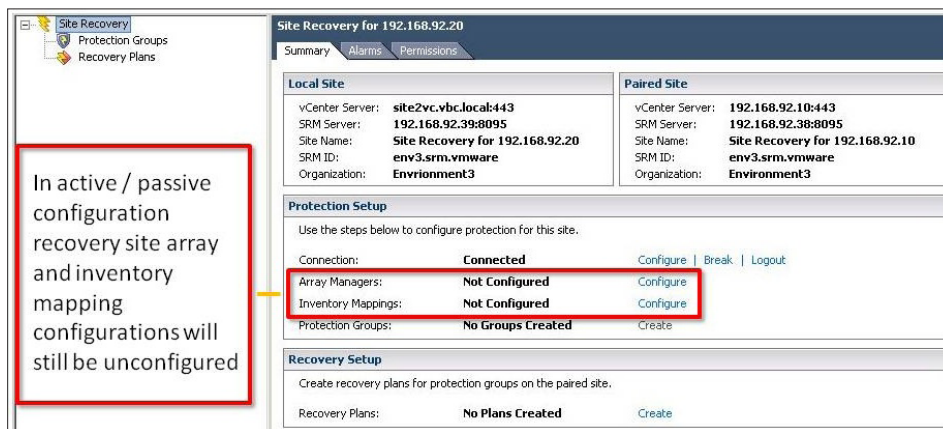 Site Recovery
Protection Groups
Recovery Plans
In active / passive
configuration
recovery site array
and inventory
mapping
configurations will
still be unconfigured
Site Recovery for 192.168.92.20
Summary Alarms Permissions
Local Site
vCenter Server: site2vc.vbc.local:443
SRM Server: 192.168.92.39:8095
Site Name: Site Recovery for 192.168.92.20
SRM ID: env3.srm.vmware
Organization: Envrionment3
Paired Site
vCenter Server: 192.168.92.10:443
SRM Server: 192.168.92.38:8095
Site Name: Site Recovery for 192.168.92.10
SRM ID: env3.srm.vmware
Organization: Environment3
Protection Setup
Use the steps below to configure protection for this site.
Connection: Connected Configure | Break | Logout
Array Managers: Not Configured Configure
Inventory Mappings: Not Configured Configure
Protection Groups: No Groups Created Create
Recovery Setup
Create recovery plans for protection groups on the paired site.
Recovery Plans: No Plans Created Create